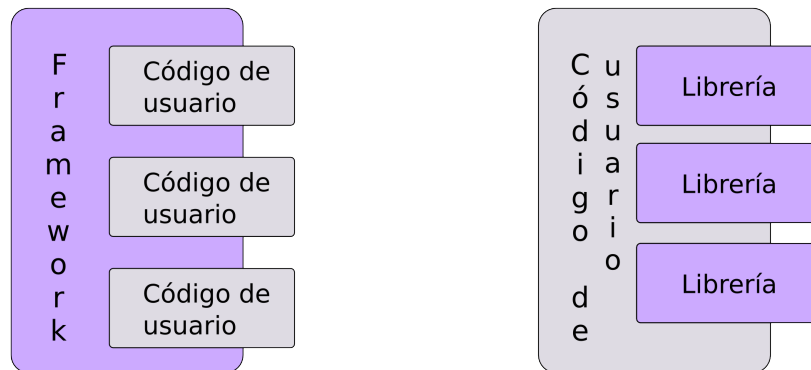 Framework
Código de
usuario
Código de
usuario
Código de
usuario
Código de
usuario
Librería
Librería
Librería